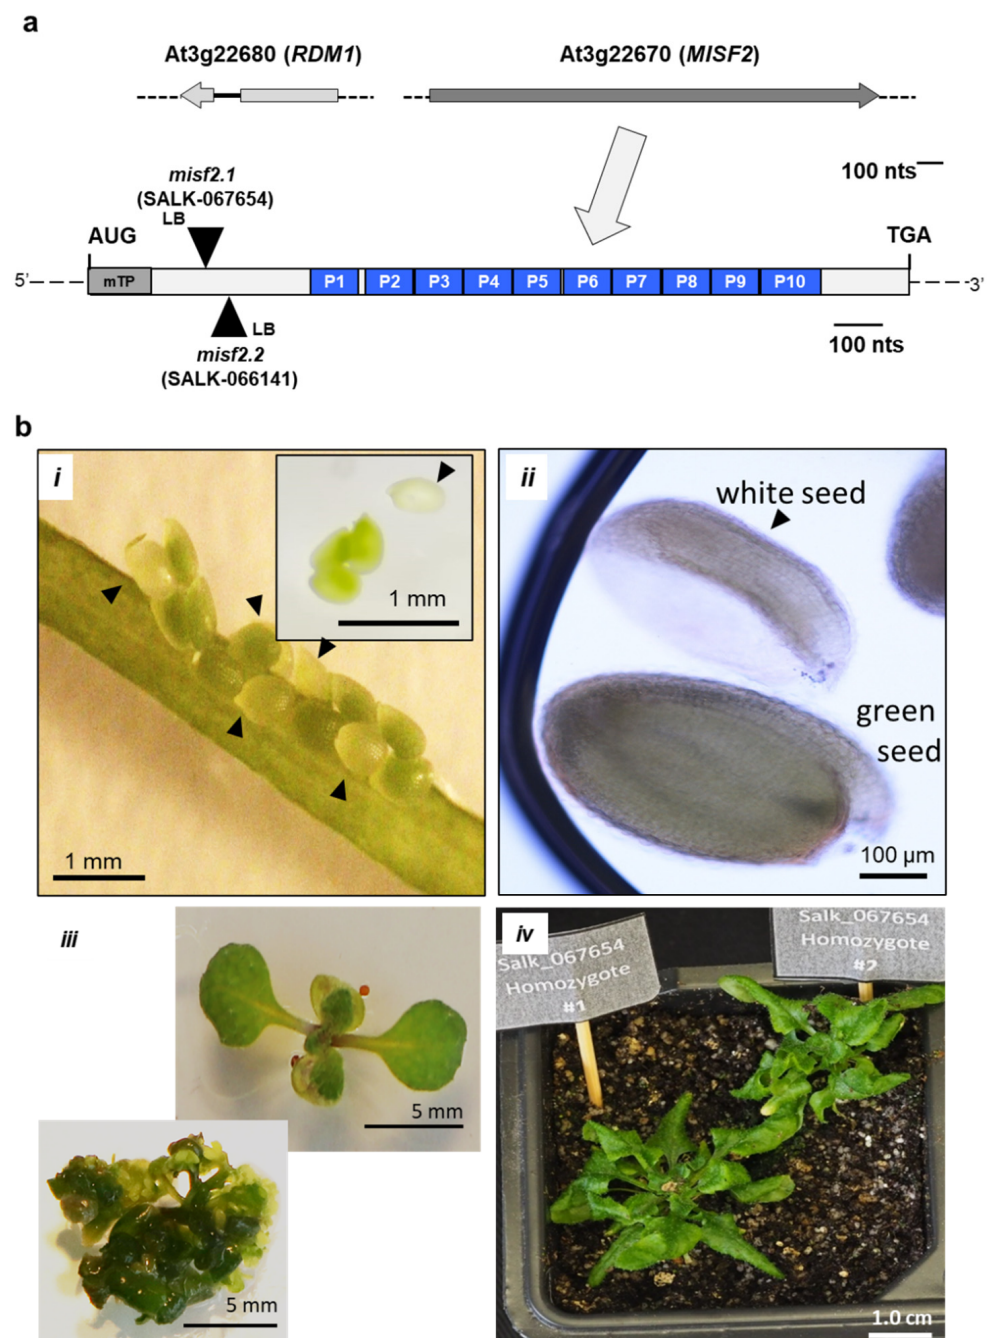 a
At3g22680 (RDM1)
At3g22670 (MISF2)
100 nts
misf2.1
(SALK-067654)
LB
AUG
TGA
5'
mTP
P1
P2
P3
P4
P5
P6
P7
P8
P9
P10
3'
LB
misf2.2
(SALK-066141)
100 nts
b
i
1 mm
1 mm
ii
white seed
green
seed
100 µm
iii
5 mm
5 mm
iv
Salk_067654
Homozygote
#1
Salk_067654
Homozygote
#2
1.0 cm